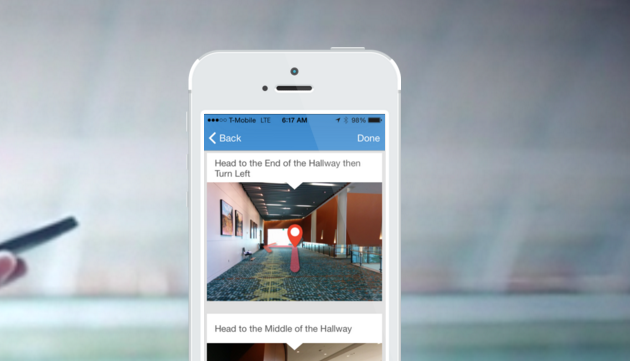 T-Mobile LTE 6:17 AM 98%
Back Done
Head to the End of the Hallway then
Turn Left
Head to the Middle of the Hallway